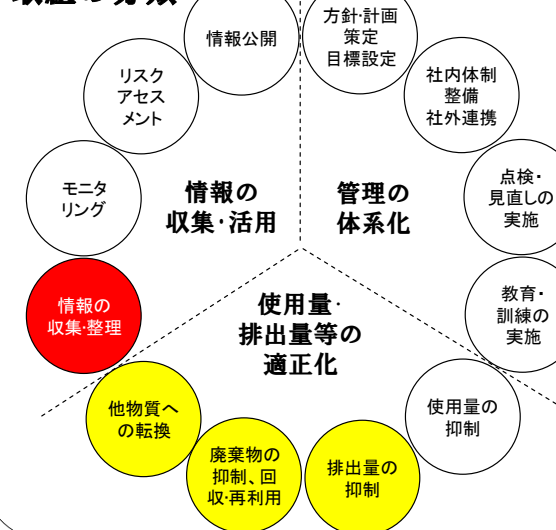 情報公開
方針・計画
策定
目標設定
リスク
アセス
メント
社内体制
整備
社外連携
モニタ
リング
情報の
収集・活用
管理の
体系化
点検・
見直しの
実施
情報の
収集・整理
使用量・
排出量等の
適正化
教育・
訓練の
実施
他物質へ
の転換
使用量の
抑制
廃棄物の
抑制、回
収・再利用
排出量の
抑制